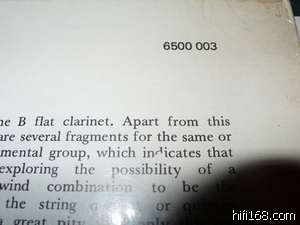 6500 003
ne B flat clarinet. Apart from this
are several fragments for the same or
mental group, which indicates that
exploring the possibility of a
wind combination to be the
the string or
a great pity
hifi168.com